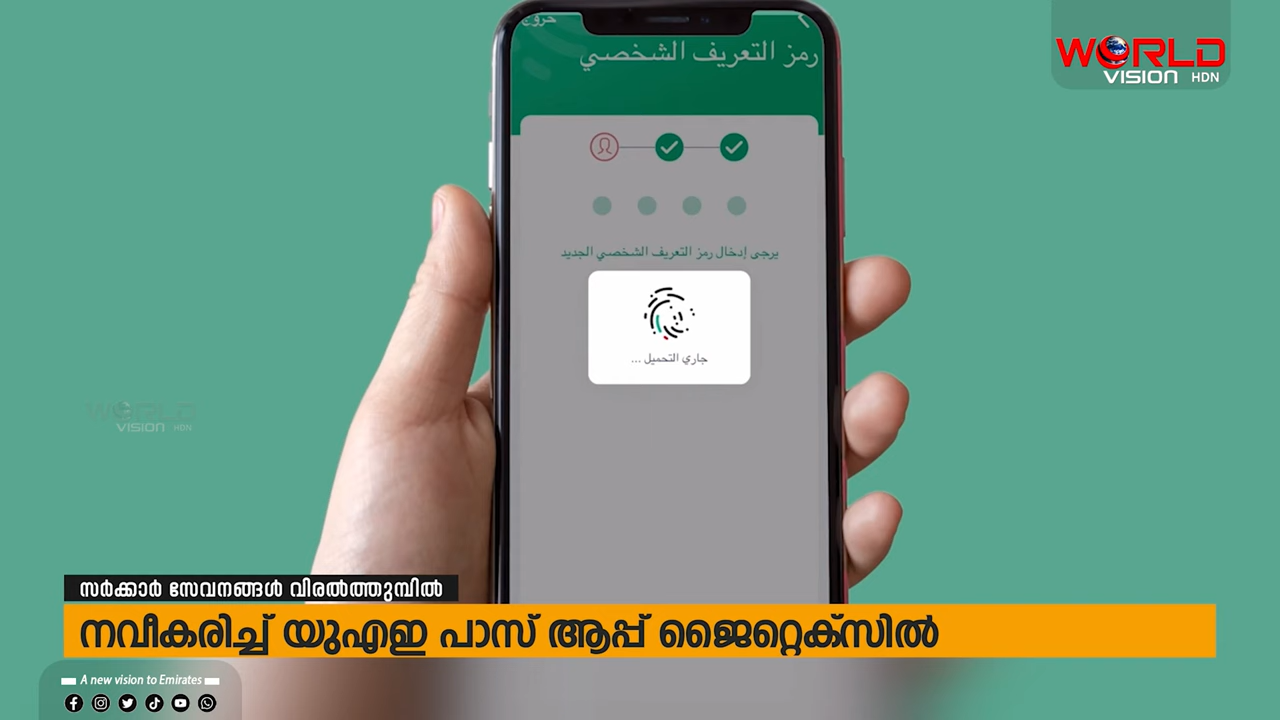 خروج
رمز التعريف الشخصي
WORLD
VISION HDN
يرجى إدخال رمز التعريف الشخصي الجديد
جاري التحميل ...
WORLD
VISION HDN
സർക്കാർ സേവനങ്ങൾ വിരൽത്തുമ്പിൽ
നവീകരിച്ച് യുഎഇ പാസ് ആപ്പ് ജൈറ്റെക്സിൽ
A new vision to Emirates